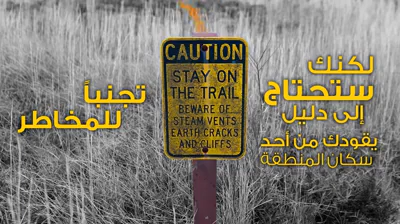 لكنك
ستحتاج
إلى دليل
يقودك من أحد
سكان المنطقة
تجنباً
للمخاطر
CAUTION
STAY ON
THE TRAIL
BEWARE OF
STEAM VENTS
EARTH CRACKS
AND CLIFFS